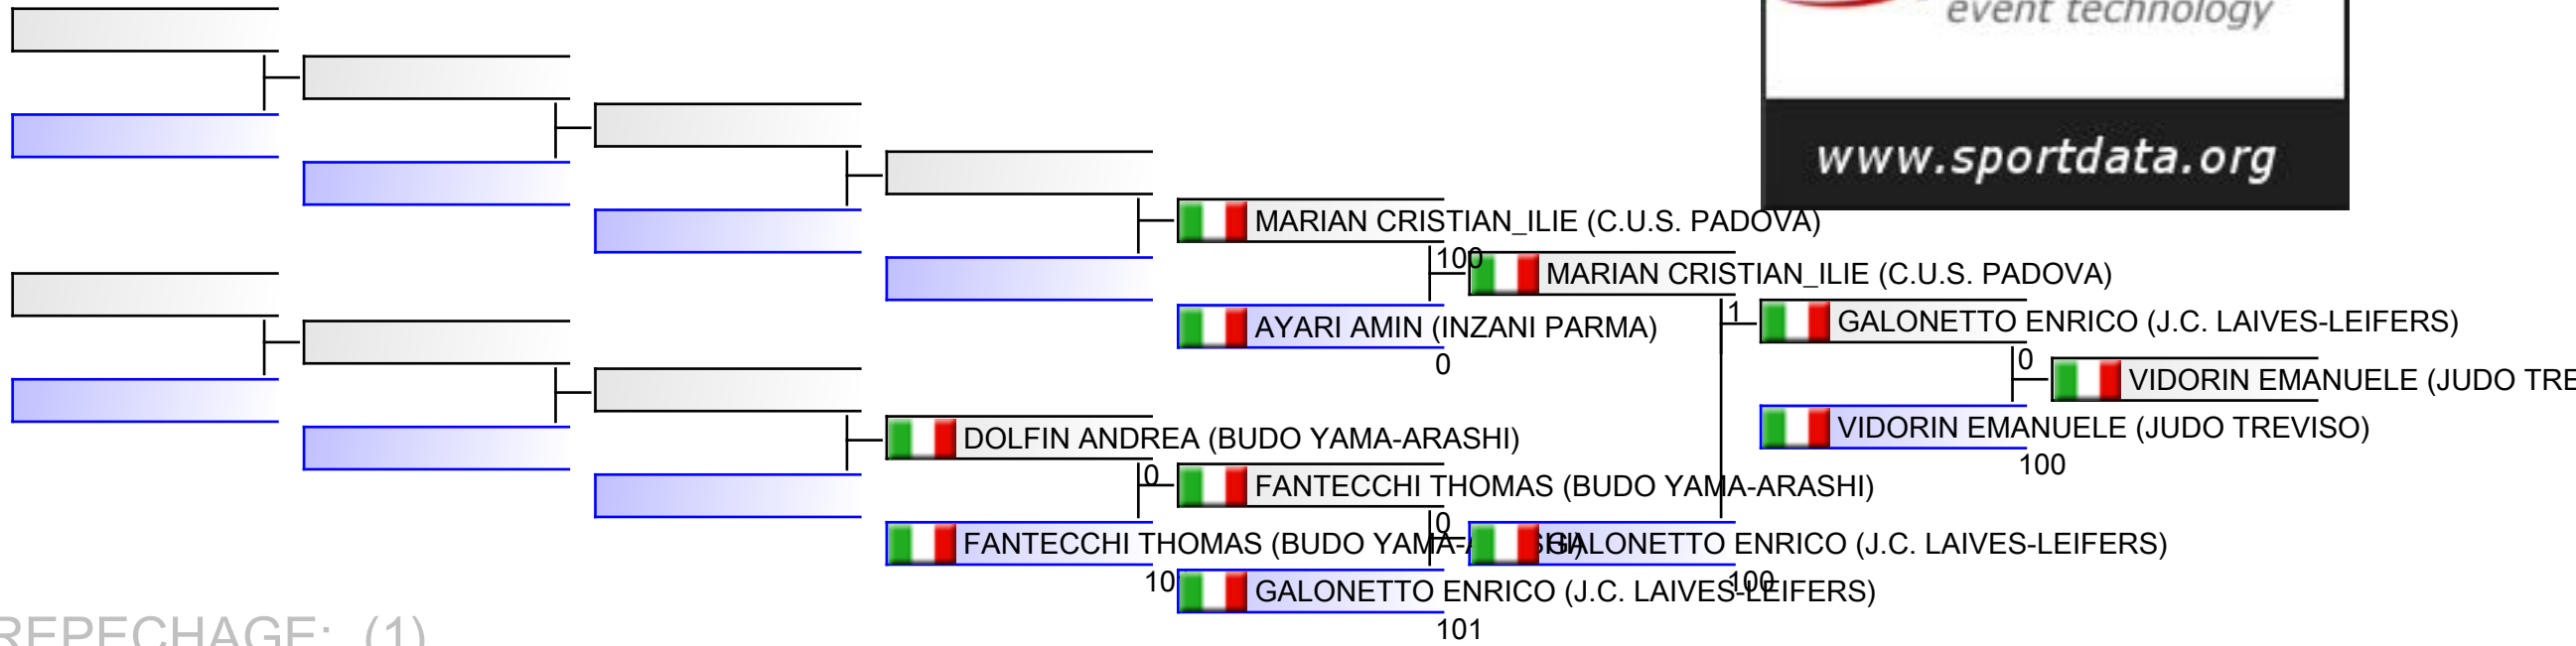 event technology
www.sportdata.org
MARIAN CRISTIAN_ILIE (C.U.S. PADOVA)
100
MARIAN CRISTIAN_ILIE (C.U.S. PADOVA)
AYARI AMIN (INZANI PARMA)
0
1
GALONETTO ENRICO (J.C. LAIVES-LEIFERS)
0
VIDORIN EMANUELE (JUDO TRE
VIDORIN EMANUELE (JUDO TREVISO)
100
DOLFIN ANDREA (BUDO YAMA-ARASHI)
0
FANTECCHI THOMAS (BUDO YAMA-ARASHI)
0
FANTECCHI THOMAS (BUDO YAMA-A SHI)
GALONETTO ENRICO (J.C. LAIVES-LEIFERS)
10
100
GALONETTO ENRICO (J.C. LAIVES-LEIFERS)
101
REPECHAGE: (1)